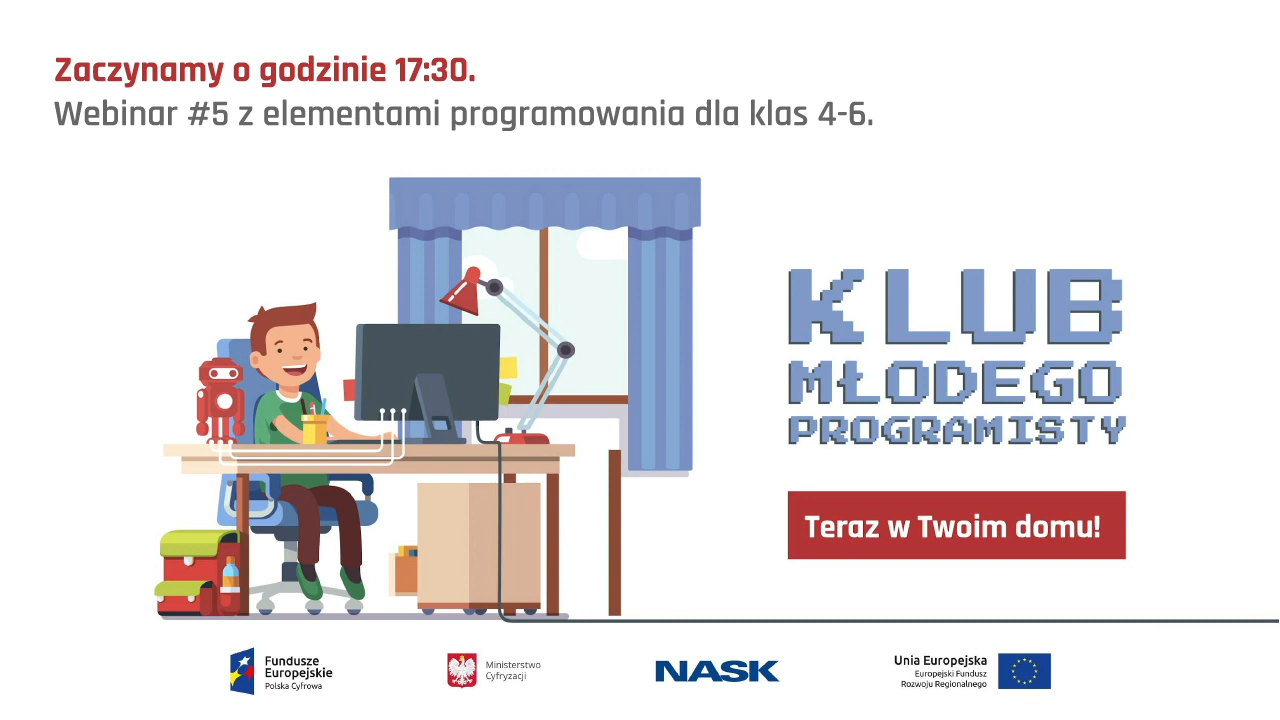 Zaczynamy o godzinie 17:30.
Webinar #5 z elementami programowania dla klas 4-6.
KLUB
MŁODEGO
PROGRAMISTY
Teraz w Twoim domu!
Fundusze
Europejskie
Polska Cyfrowa
Ministerstwo
Cyfryzacji
NASK
Unia Europejska
Europejski Fundusz
Rozwoju Regionalnego